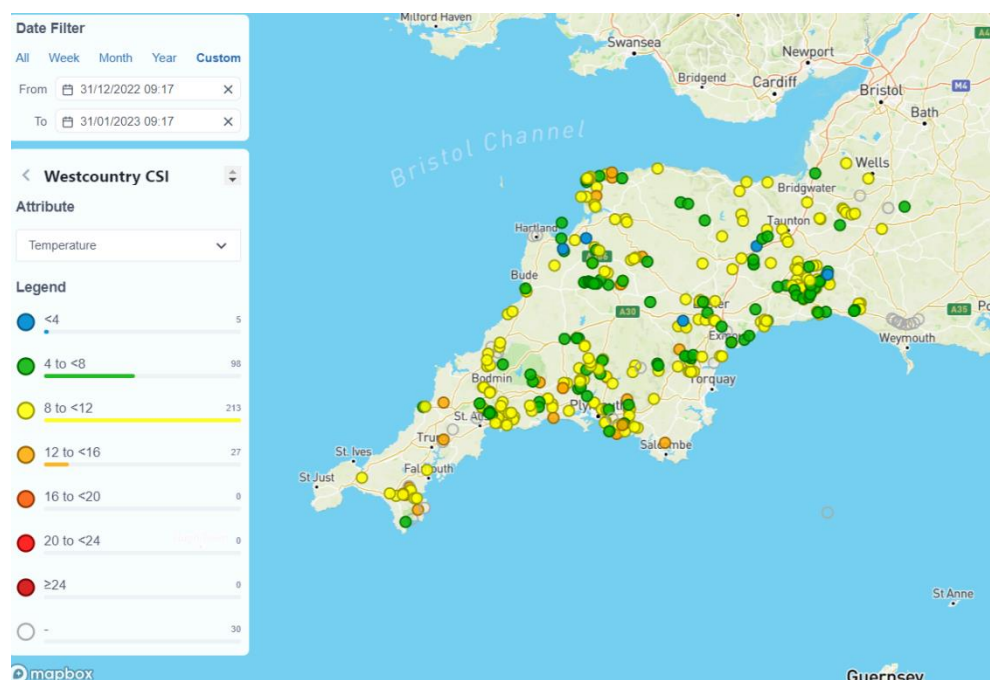 Date Filter
All Week Month Year Custom
From 31/12/2022 09:17
To 31/01/2023 09:17
Westcountry CSI
Attribute
Temperature
Legend
<4 5
4 to <8 98
8 to <12 213
12 to <16 27
16 to <20 0
20 to <24 0
≥24 0
- 30
mapbox
Milford Haven
Swansea
Newport
Bridgend
Cardiff
Bristol
M4
Bath
Bristol Channel
Wells
Bridgwater
Taunton
Hartland
Bude
A30
A35
Weymouth
Bodmin
Torquay
St. Ives
St Just
Falmouth
St Anne
Guernsey